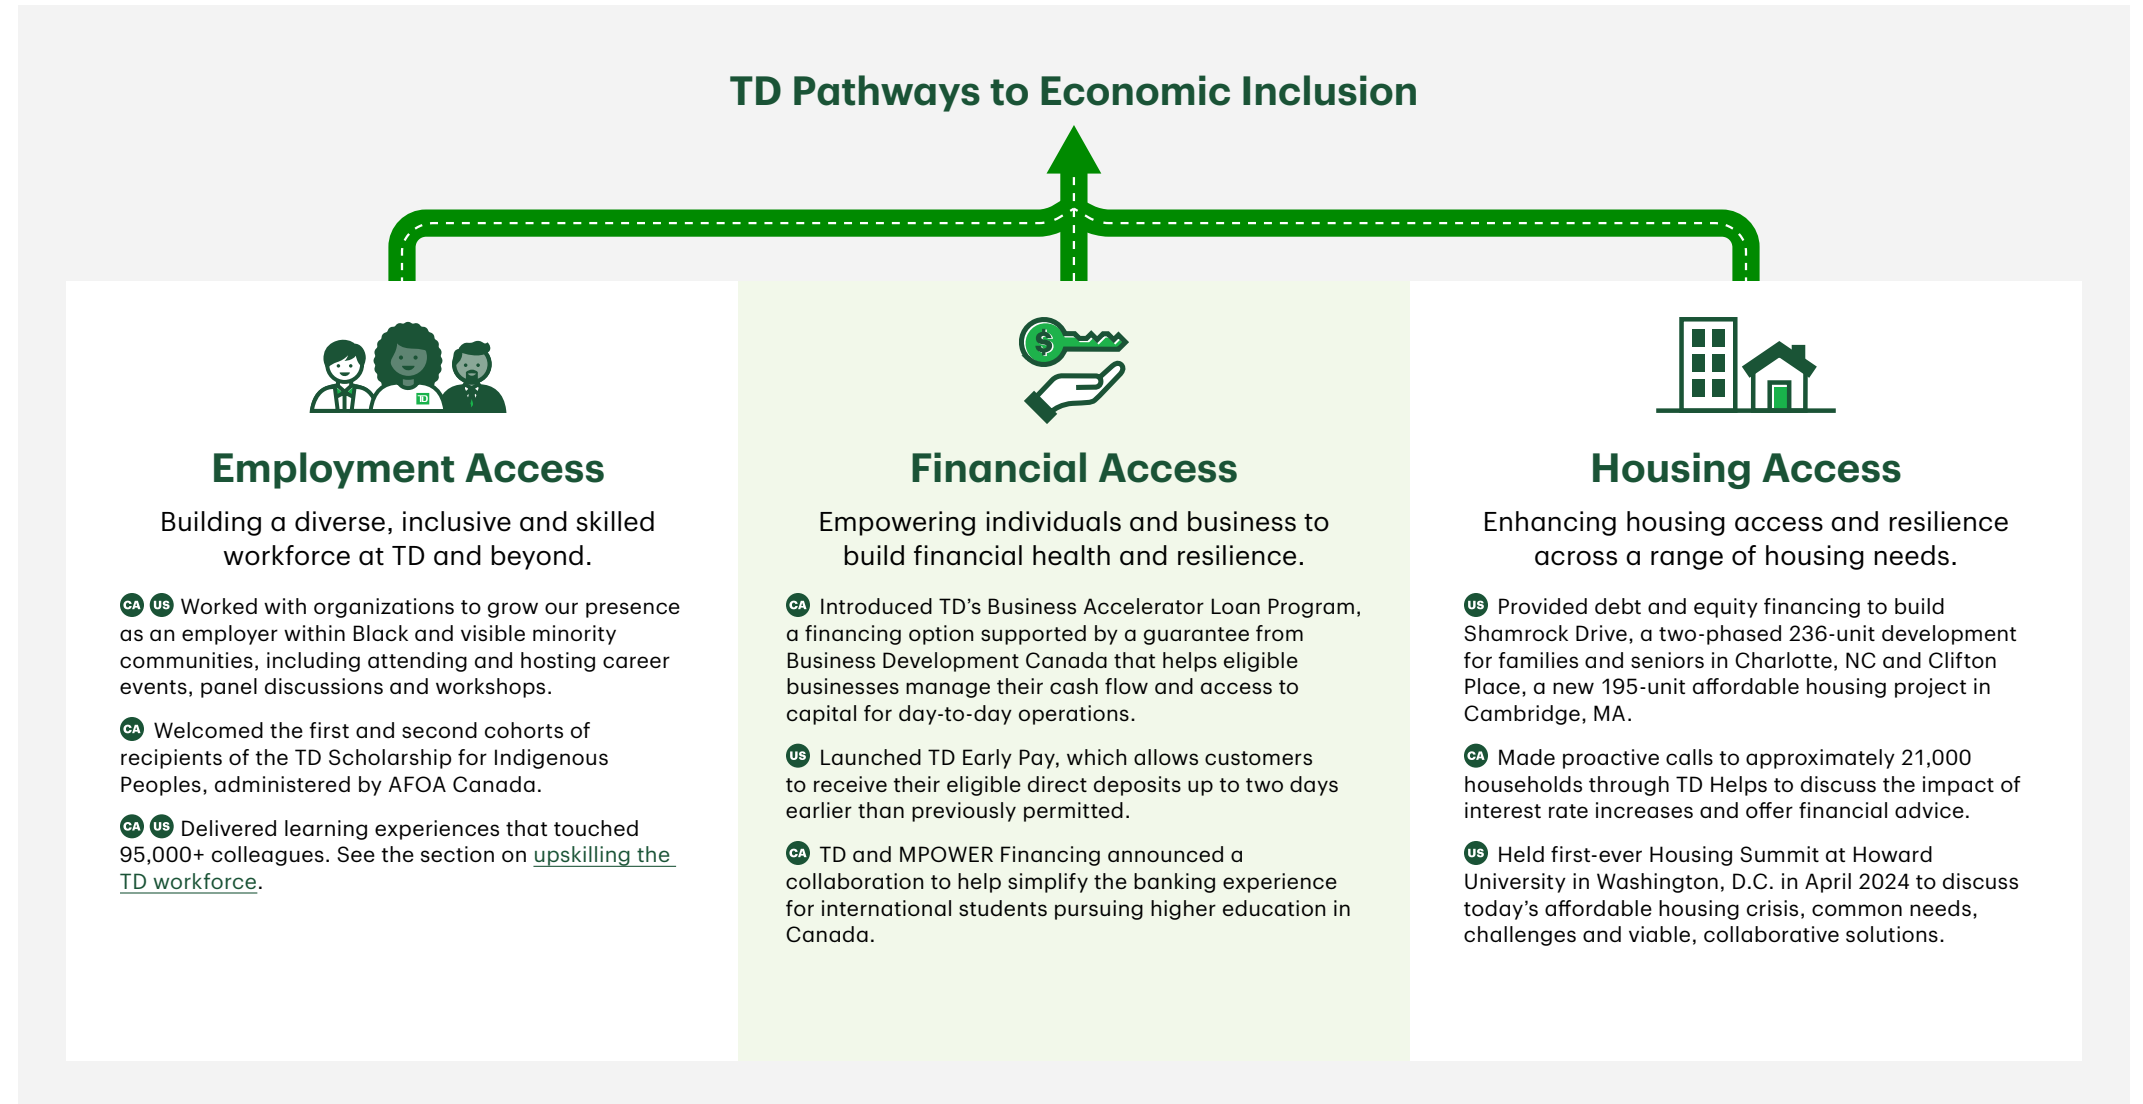 TD Pathways to Economic Inclusion
TD
$
Employment Access
Building a diverse, inclusive and skilled
workforce at TD and beyond.
CA US Worked with organizations to grow our presence
as an employer within Black and visible minority
communities, including attending and hosting career
events, panel discussions and workshops.
CA Welcomed the first and second cohorts of
recipients of the TD Scholarship for Indigenous
Peoples, administered by AFOA Canada.
CA US Delivered learning experiences that touched
95,000+ colleagues. See the section on upskilling the
TD workforce.
Financial Access
Empowering individuals and business to
build financial health and resilience.
CA Introduced TD’s Business Accelerator Loan Program,
a financing option supported by a guarantee from
Business Development Canada that helps eligible
businesses manage their cash flow and access to
capital for day-to-day operations.
US Launched TD Early Pay, which allows customers
to receive their eligible direct deposits up to two days
earlier than previously permitted.
CA TD and MPOWER Financing announced a
collaboration to help simplify the banking experience
for international students pursuing higher education in
Canada.
Housing Access
Enhancing housing access and resilience
across a range of housing needs.
US Provided debt and equity financing to build
Shamrock Drive, a two-phased 236-unit development
for families and seniors in Charlotte, NC and Clifton
Place, a new 195-unit affordable housing project in
Cambridge, MA.
CA Made proactive calls to approximately 21,000
households through TD Helps to discuss the impact of
interest rate increases and offer financial advice.
US Held first-ever Housing Summit at Howard
University in Washington, D.C. in April 2024 to discuss
today’s affordable housing crisis, common needs,
challenges and viable, collaborative solutions.